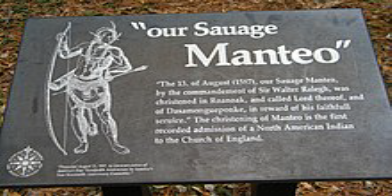 "our Sauage
Manteo"
"The 13. of August (1587), our Sauage Manteo,
by the commandement of Sir Walter Ralegh, was
christened in Roanoak, and called Lord thereof, and
of Dasamongueponke, in reward of his faithfull
seruice." The christening of Manteo is the first
recorded admission of a North American Indian
to the Church of England.